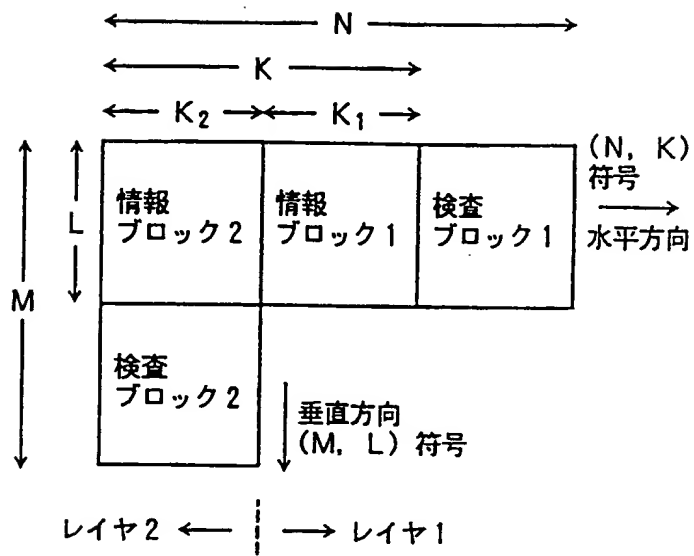 N
K
K₂ K₁
(N, K)
符号
水平方向
L
M
情報
ブロック2
情報
ブロック1
検査
ブロック1
検査
ブロック2
垂直方向
(M, L) 符号
レイヤ2 レイヤ1